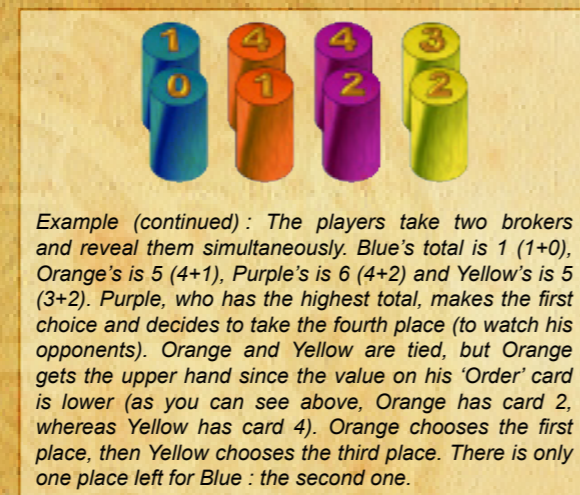 1 4 4 3
0 1 2 2
Example (continued) : The players take two brokers
and reveal them simultaneously. Blue's total is 1 (1+0),
Orange's is 5 (4+1), Purple's is 6 (4+2) and Yellow's is 5
(3+2). Purple, who has the highest total, makes the first
choice and decides to take the fourth place (to watch his
opponents). Orange and Yellow are tied, but Orange
gets the upper hand since the value on his 'Order' card
is lower (as you can see above, Orange has card 2,
whereas Yellow has card 4). Orange chooses the first
place, then Yellow chooses the third place. There is only
one place left for Blue : the second one.